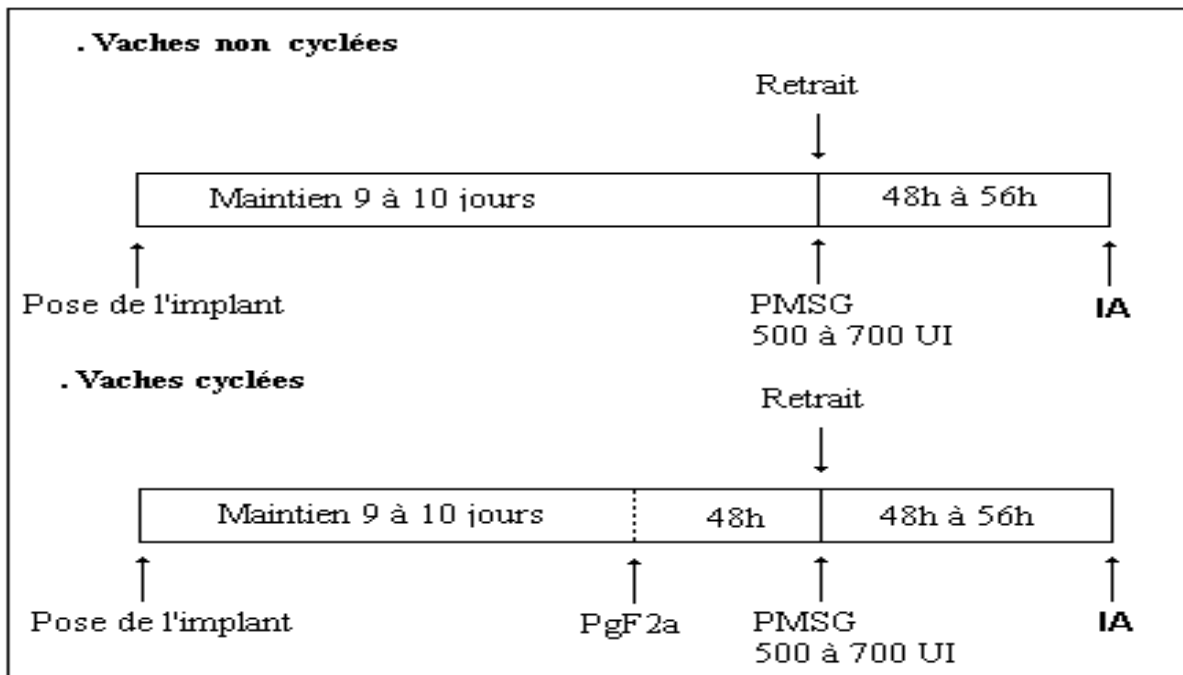 . Vaches non cyclées
Retrait
Maintien 9 à 10 jours
48h à 56h
Pose de l'implant
PMSG
500 à 700 UI
IA
. Vaches cyclées
Retrait
Maintien 9 à 10 jours
48h
48h à 56h
Pose de l'implant
PgF2a
PMSG
500 à 700 UI
IA